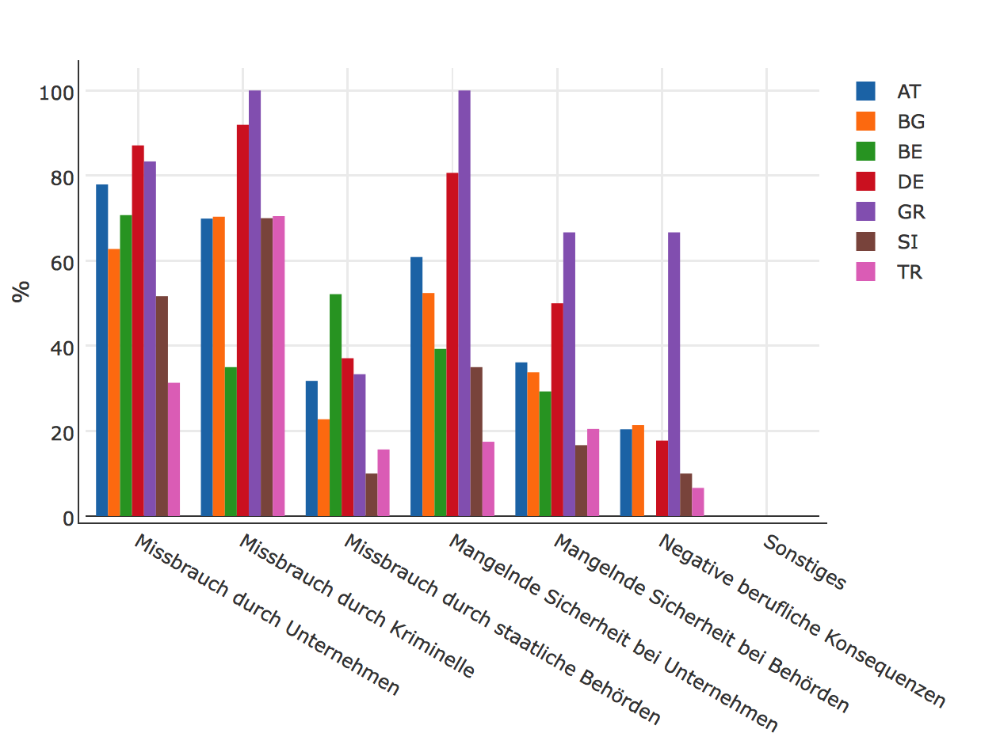 100
80
60
40
20
0
%
Missbrauch durch Unternehmen
Missbrauch durch Kriminelle
Missbrauch durch staatliche Behörden
Mangelnde Sicherheit bei Unternehmen
Mangelnde Sicherheit bei Behörden
Negative berufliche Konsequenzen
Sonstiges
AT
BG
BE
DE
GR
SI
TR